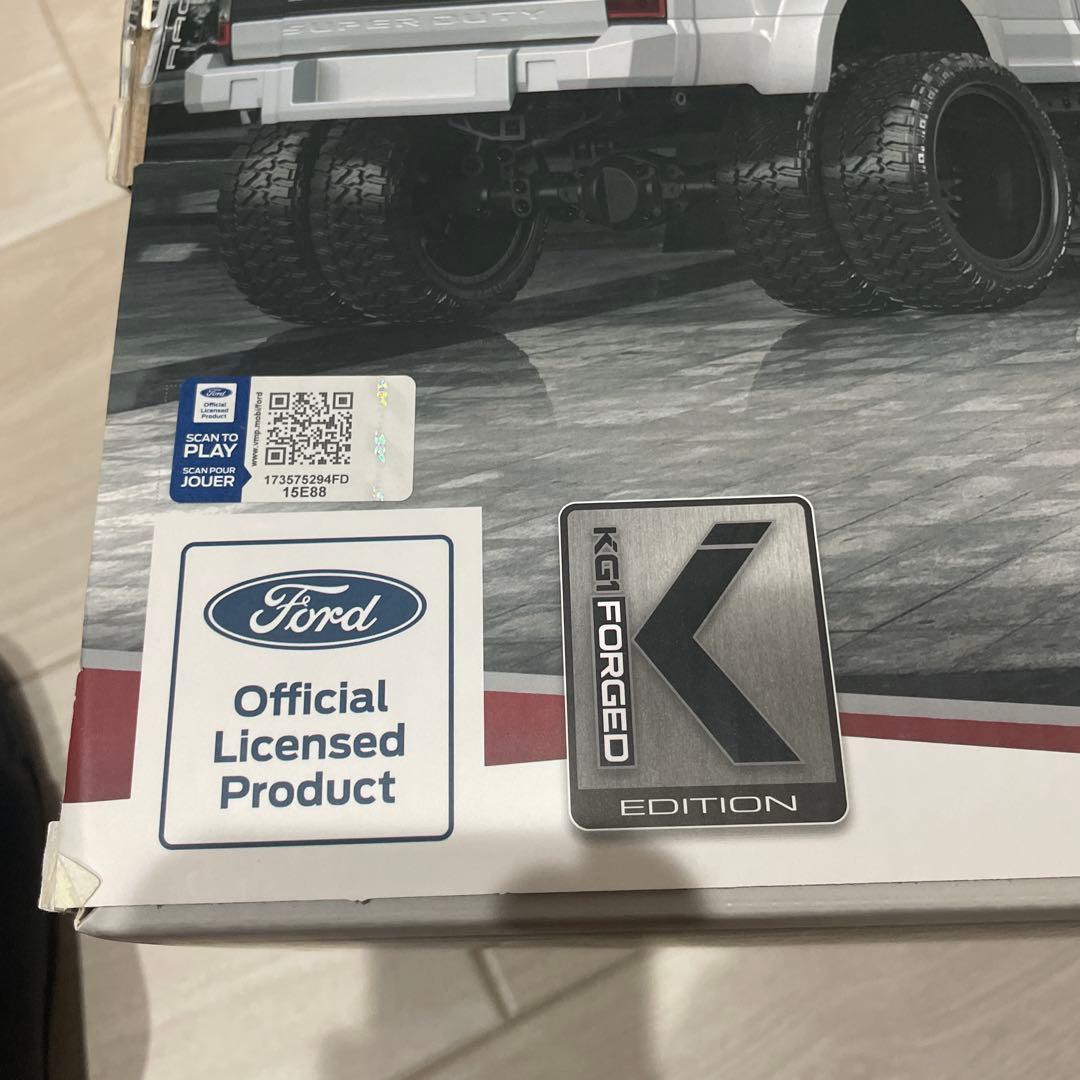 SUPER DUTY
Ford
Official
Licensed
Product
SCAN TO
PLAY
SCAN POUR
JOUER
www.vmp.mobi/ford
173575294FD
15E88
Ford
Official
Licensed
Product
KG1 FORGED
K
EDITION